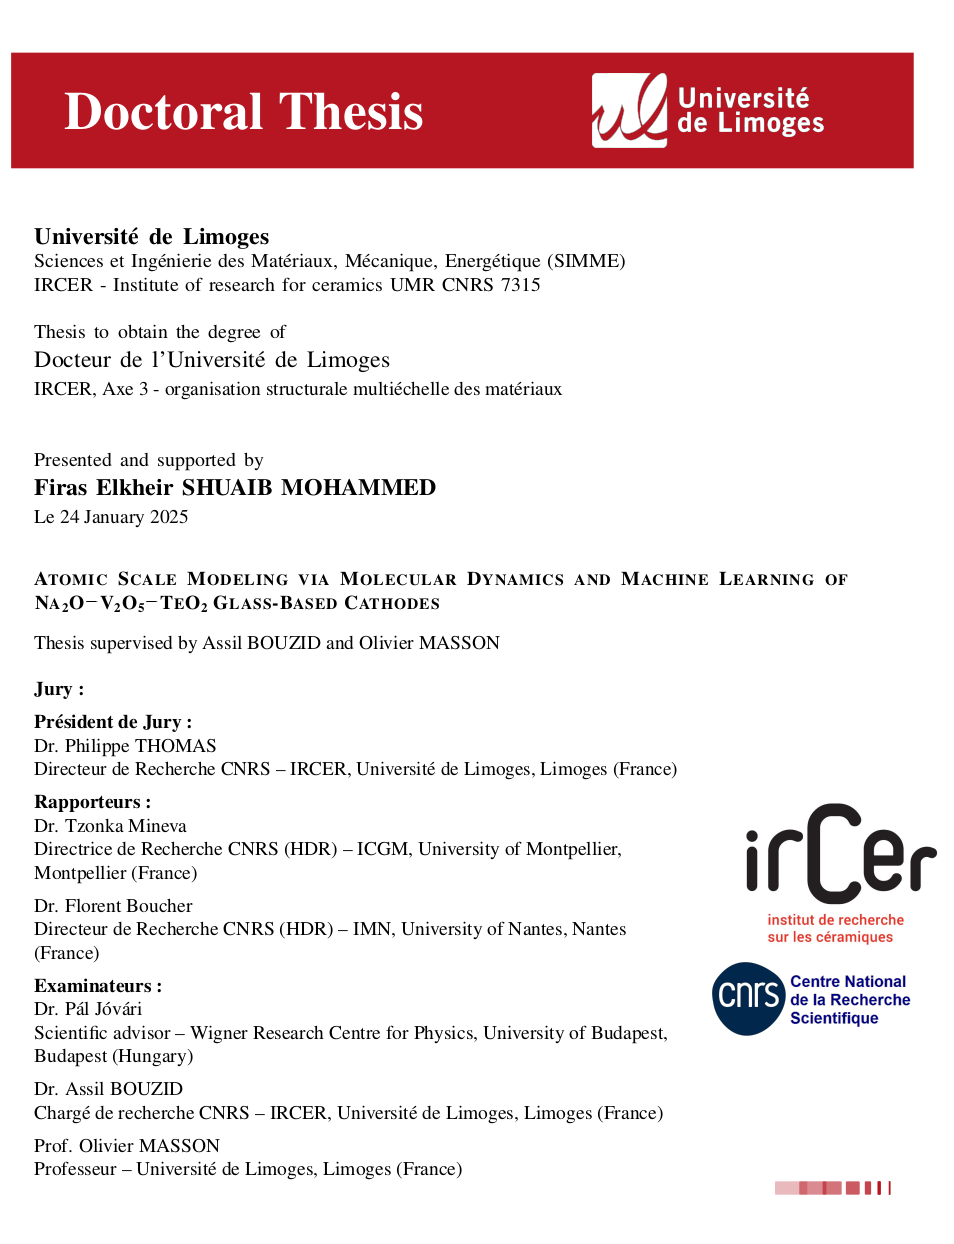 Doctoral Thesis
Université
de Limoges
Université de Limoges
Sciences et Ingénierie des Matériaux, Mécanique, Energétique (SIMME)
IRCER - Institute of research for ceramics UMR CNRS 7315
Thesis to obtain the degree of
Docteur de l'Université de Limoges
IRCER, Axe 3 - organisation structurale multiéchelle des matériaux
Presented and supported by
Firas Elkheir SHUAIB MOHAMMED
Le 24 January 2025
ATOMIC SCALE MODELING VIA MOLECULAR DYNAMICS AND MACHINE LEARNING OF
NA₂O−V₂O₅−TEO₂ GLASS-BASED CATHODES
Thesis supervised by Assil BOUZID and Olivier MASSON
Jury :
Président de Jury :
Dr. Philippe THOMAS
Directeur de Recherche CNRS – IRCER, Université de Limoges, Limoges (France)
Rapporteurs :
Dr. Tzonka Mineva
Directrice de Recherche CNRS (HDR) – ICGM, University of Montpellier,
Montpellier (France)
Dr. Florent Boucher
Directeur de Recherche CNRS (HDR) – IMN, University of Nantes, Nantes
(France)
Examinateurs :
Dr. Pál Jóvári
Scientific advisor – Wigner Research Centre for Physics, University of Budapest,
Budapest (Hungary)
Dr. Assil BOUZID
Chargé de recherche CNRS – IRCER, Université de Limoges, Limoges (France)
Prof. Olivier MASSON
Professeur – Université de Limoges, Limoges (France)
irCer
institut de recherche
sur les céramiques
cnrs
Centre National
de la Recherche
Scientifique